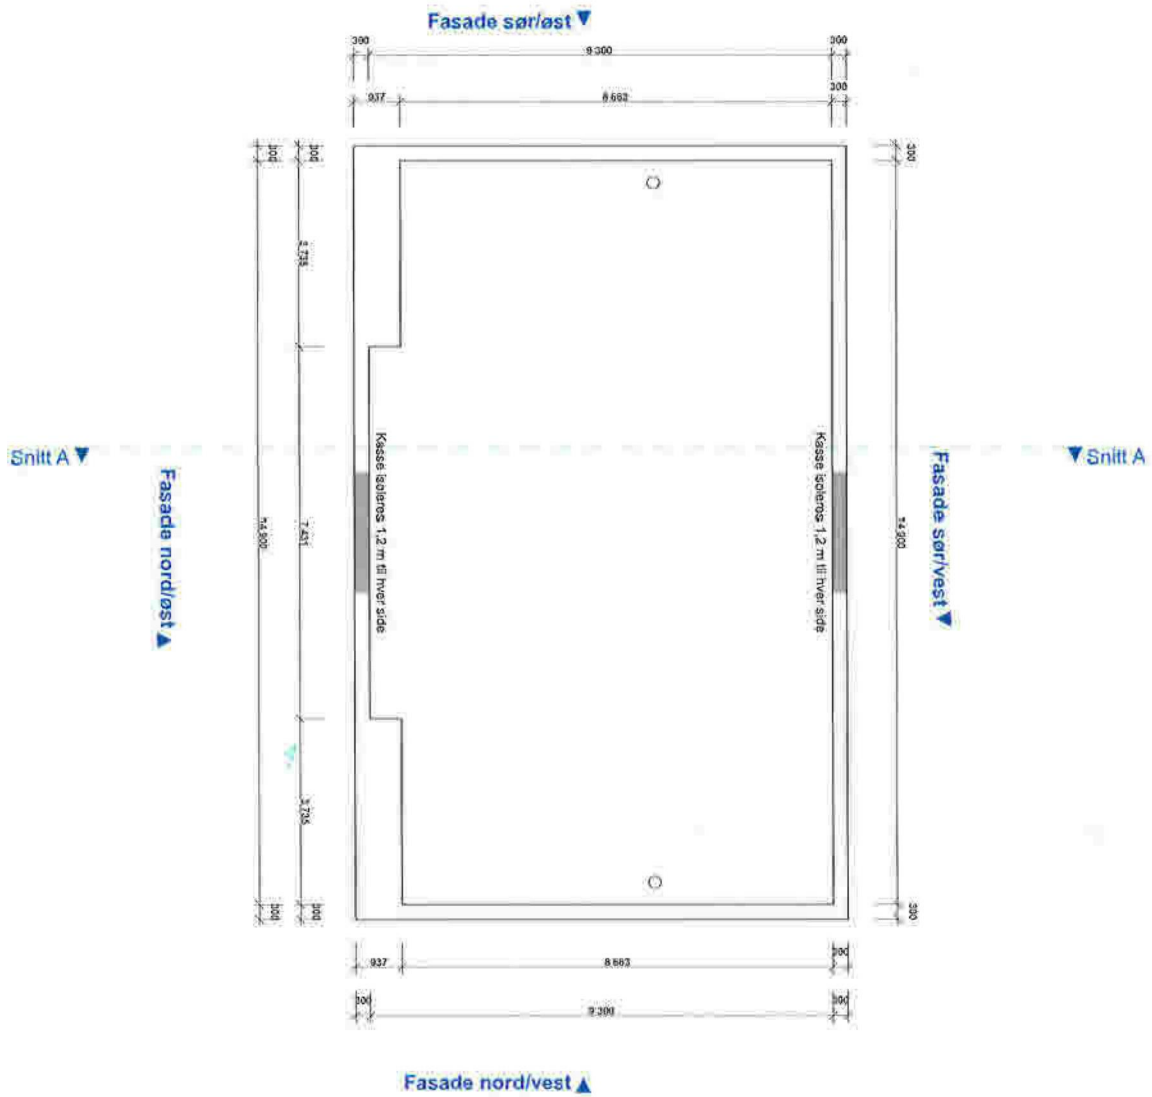 Fasade sør/øst
300
9 300
300
937
8 663
300
300
300
300
3 735
Kasse isoleres 1,2 m til hver side
Kasse isoleres 1,2 m til hver side
Snitt A
Snitt A
Fasade nord/øst
14 900
7 431
14 900
Fasade sør/vest
3 735
300
300
300
937
8 663
300
300
9 300
300
Fasade nord/vest